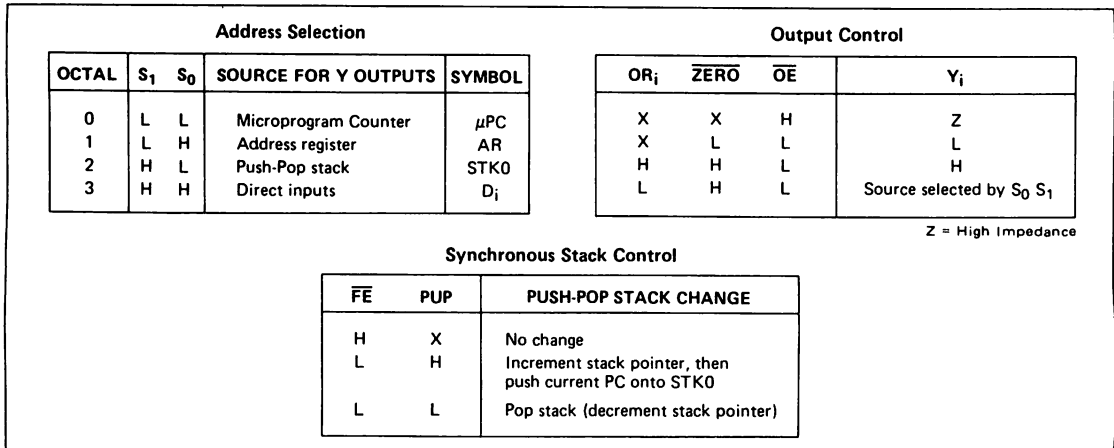 Address Selection
OCTAL S₁ S₀ SOURCE FOR Y OUTPUTS SYMBOL
0 L L Microprogram Counter μPC
1 L H Address register AR
2 H L Push-Pop stack STK0
3 H H Direct inputs Dᵢ
Output Control
ORᵢ Z̅E̅R̅O̅ O̅E̅ Yᵢ
X X H Z
X L L L
H H L H
L H L Source selected by S₀ S₁
Z = High Impedance
Synchronous Stack Control
F̅E̅ PUP PUSH-POP STACK CHANGE
H X No change
L H Increment stack pointer, then
push current PC onto STK0
L L Pop stack (decrement stack pointer)